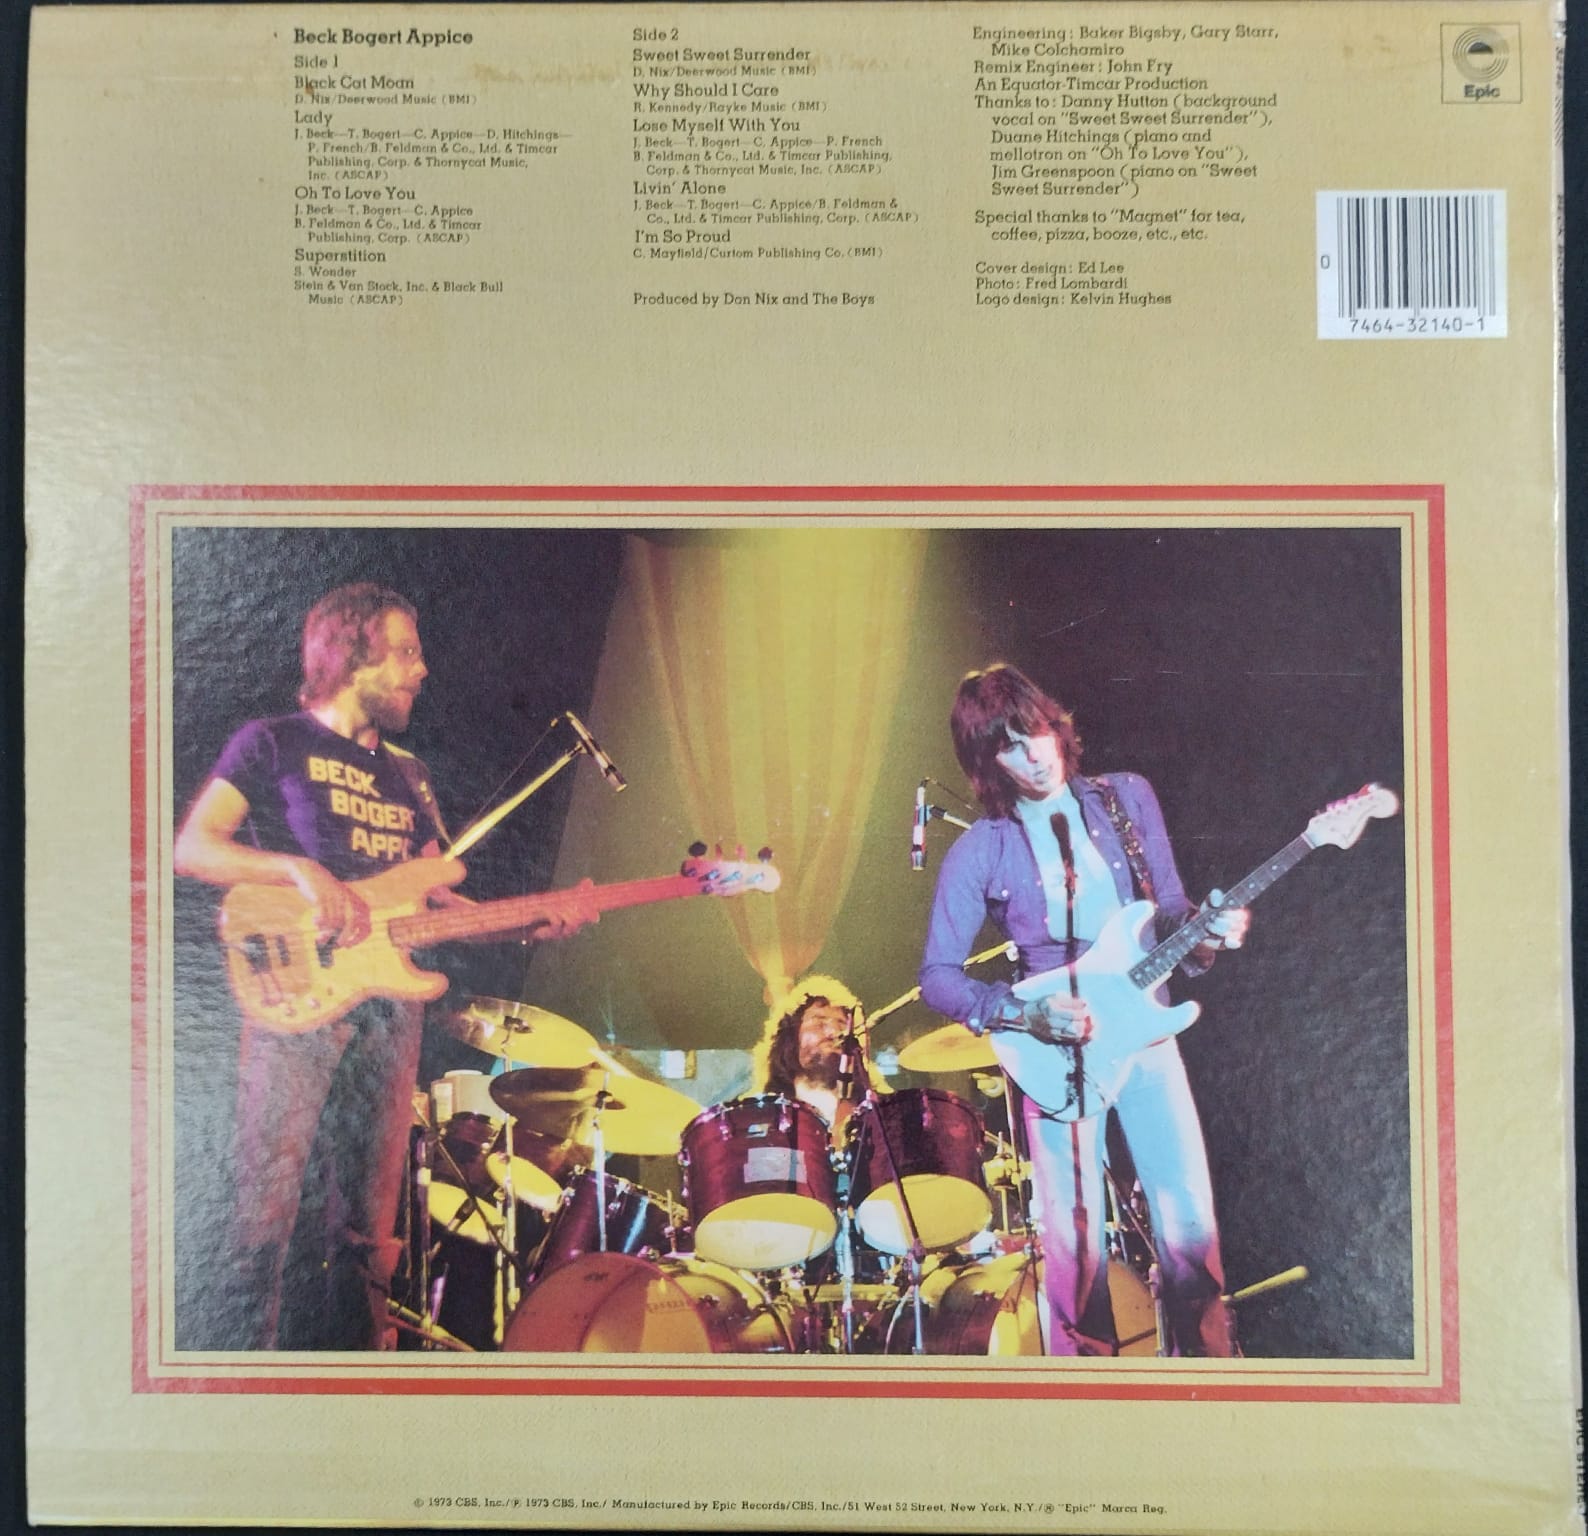 Beck Bogert Appice
Side 1
Black Cat Moan
D. Nix/Deerwood Music (BMI)
Lady
J. Beck—T. Bogert—C. Appice—D. Hitchings—
P. French/B. Feldman & Co., Ltd. & Timcar
Publishing, Corp. & Thornycat Music,
Inc. (ASCAP)
Oh To Love You
J. Beck—T. Bogert—C. Appice
B. Feldman & Co., Ltd. & Timcar
Publishing, Corp. (ASCAP)
Superstition
S. Wonder
Stein & Van Stock, Inc. & Black Bull
Music (ASCAP)
Side 2
Sweet Sweet Surrender
D. Nix/Deerwood Music (BMI)
Why Should I Care
R. Kennedy/Rayke Music (BMI)
Lose Myself With You
J. Beck—T. Bogert—C. Appice—P. French
B. Feldman & Co., Ltd. & Timcar Publishing,
Corp. & Thornycat Music, Inc. (ASCAP)
Livin' Alone
J. Beck—T. Bogert—C. Appice/B. Feldman &
Co., Ltd. & Timcar Publishing, Corp. (ASCAP)
I'm So Proud
C. Mayfield/Curtom Publishing Co. (BMI)
Produced by Don Nix and The Boys
Engineering: Baker Bigsby, Gary Starr,
Mike Colchamiro
Remix Engineer: John Fry
An Equator-Timcar Production
Thanks to: Danny Hutton (background
vocal on "Sweet Sweet Surrender"),
Duane Hitchings (piano and
mellotron on "Oh To Love You"),
Jim Greenspoon (piano on "Sweet
Sweet Surrender")
Special thanks to "Magnet" for tea,
coffee, pizza, booze, etc., etc.
Cover design: Ed Lee
Photo: Fred Lombardi
Logo design: Kelvin Hughes
Epic
0
7464-32140-1
BECK
BOGER
APP
© 1973 CBS, Inc./℗ 1973 CBS, Inc./ Manufactured by Epic Records/CBS, Inc./51 West 52 Street, New York, N.Y./® "Epic" Marca Reg.